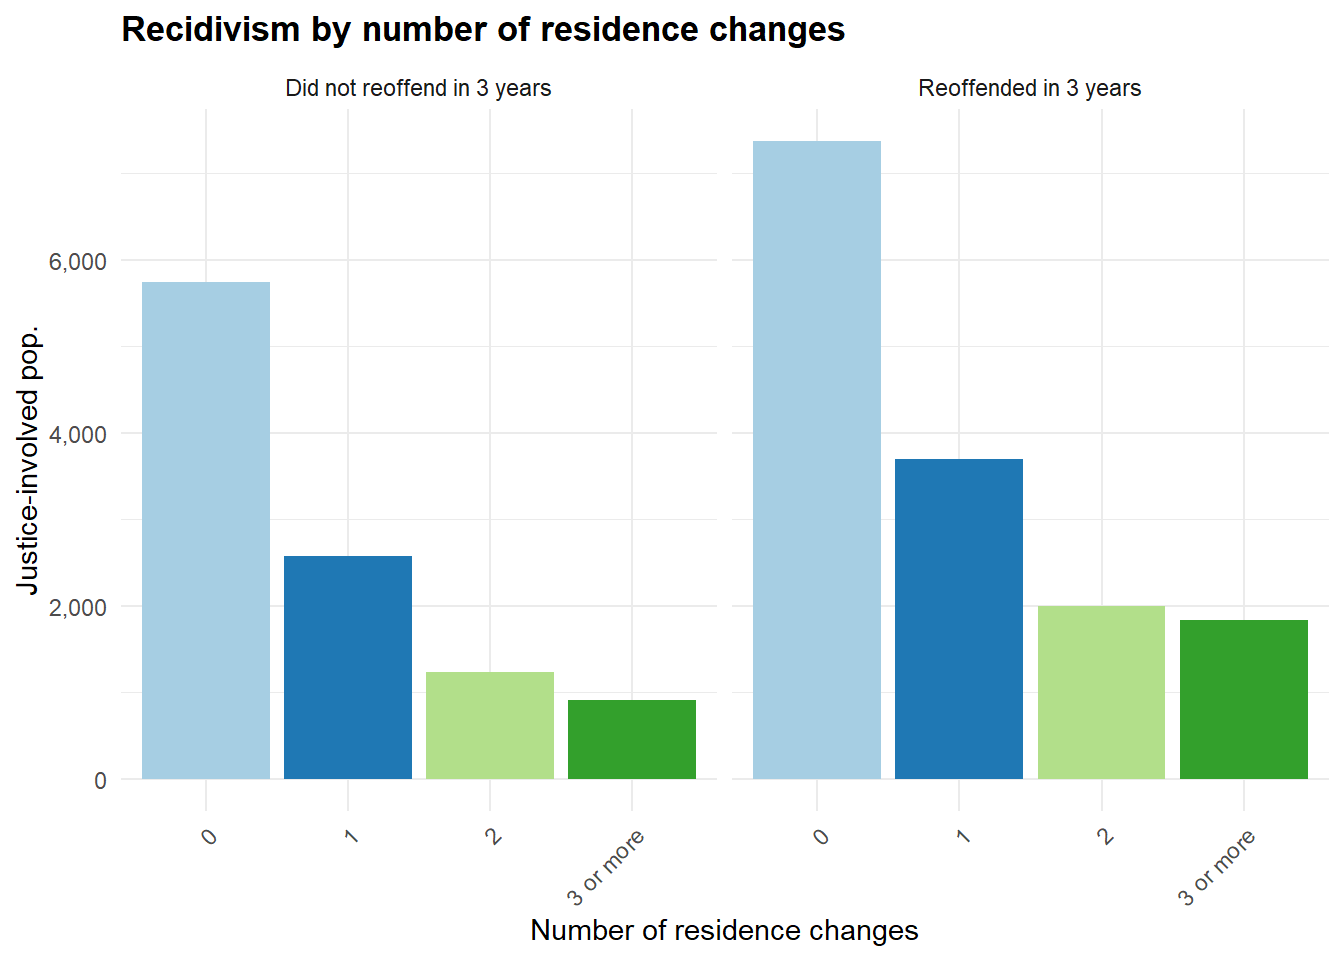 Recidivism by number of residence changes
Did not reoffend in 3 years
Reoffended in 3 years
Justice-involved pop.
6,000
4,000
2,000
0
0
1
2
3 or more
0
1
2
3 or more
Number of residence changes